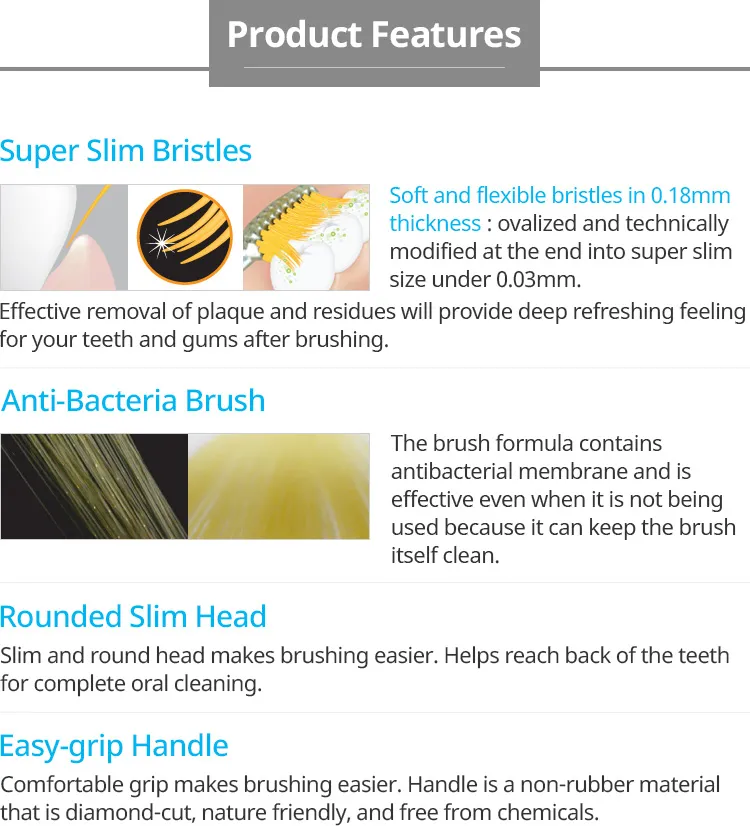 Product Features
Super Slim Bristles
Soft and flexible bristles in 0.18mm
thickness : ovalized and technically
modified at the end into super slim
size under 0.03mm.
Effective removal of plaque and residues will provide deep refreshing feeling
for your teeth and gums after brushing.
Anti-Bacteria Brush
The brush formula contains
antibacterial membrane and is
effective even when it is not being
used because it can keep the brush
itself clean.
Rounded Slim Head
Slim and round head makes brushing easier. Helps reach back of the teeth
for complete oral cleaning.
Easy-grip Handle
Comfortable grip makes brushing easier. Handle is a non-rubber material
that is diamond-cut, nature friendly, and free from chemicals.